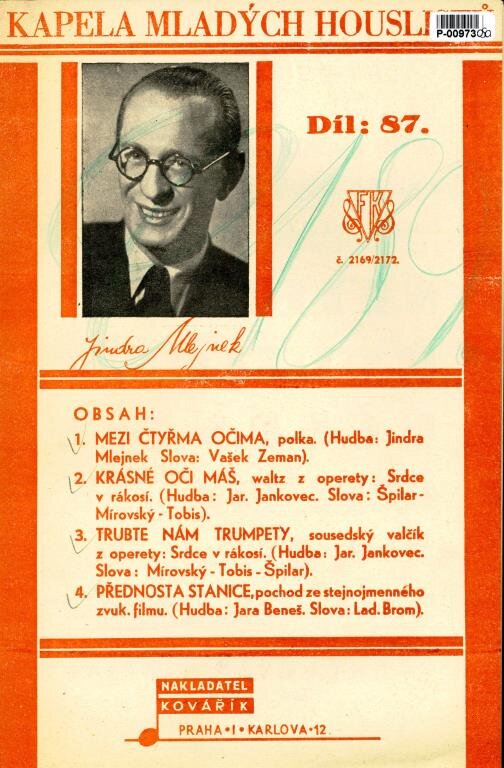 KAPELA MLADÝCH
P-00973
Díl: 87.
FKV
č. 2169/2172.
Jindra Mlejnek
OBSAH:
1. MEZI ČTYŘMA OČIMA, polka. (Hudba: Jindra
Mlejnek Slova: Vašek Zeman).
2. KRÁSNÉ OČI MÁŠ, waltz z operety: Srdce
v rákosí. (Hudba: Jar. Jankovec. Slova: Špilar-
Mírovský-Tobis).
3. TRUBTE NÁM TRUMPETY, sousedský valčík
z operety: Srdce v rákosí. (Hudba: Jar. Jankovec.
Slova: Mírovský-Tobis-Špilar).
4. PŘEDNOSTA STANICE, pochod ze stejnojmenného
zvuk. filmu. (Hudba: Jara Beneš. Slova: Lad. Brom).
NAKLADATEL
KOVÁŘÍK
PRAHA•I•KARLOVA•12